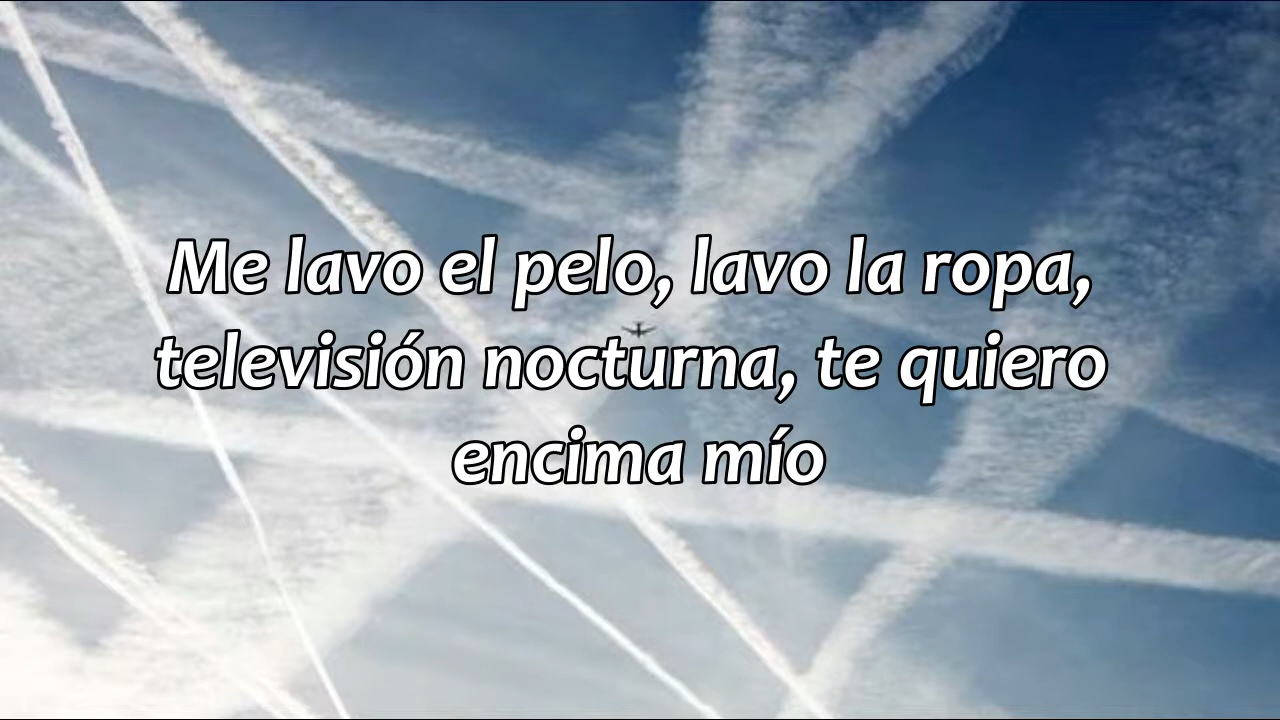 Me lavo el pelo, lavo la ropa,
televisión nocturna, te quiero
encima mío